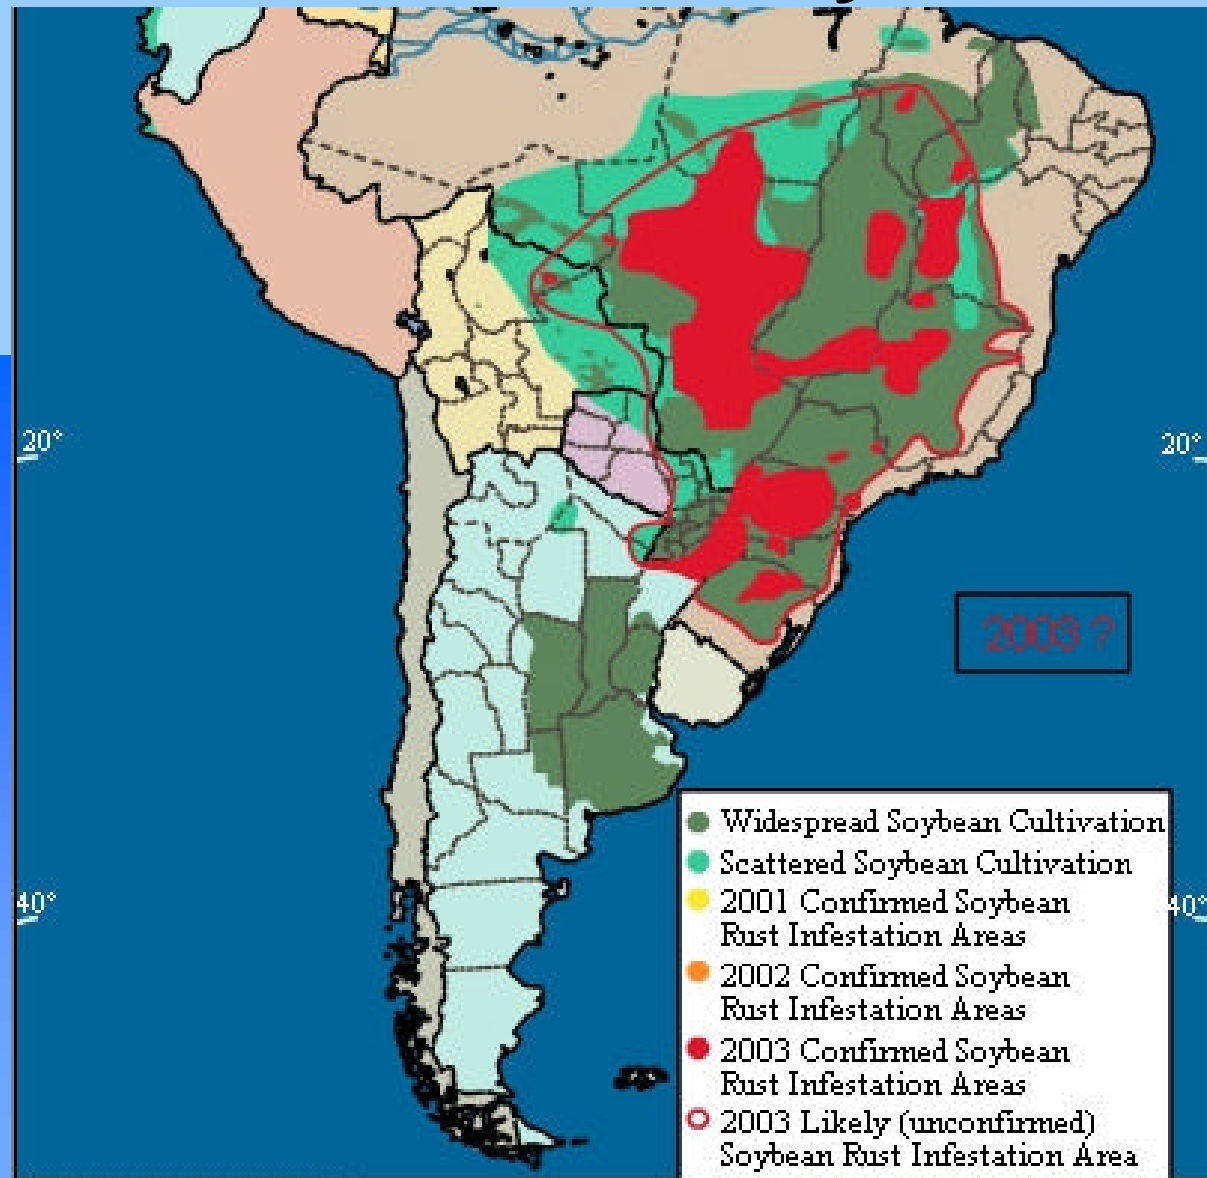 20°
20°
2003 ?
Widespread Soybean Cultivation
Scattered Soybean Cultivation
40°
2001 Confirmed Soybean
40°
Rust Infestation Areas
2002 Confirmed Soybean
Rust Infestation Areas
2003 Confirmed Soybean
Rust Infestation Areas
2003 Likely (unconfirmed)
Soybean Rust Infestation Area